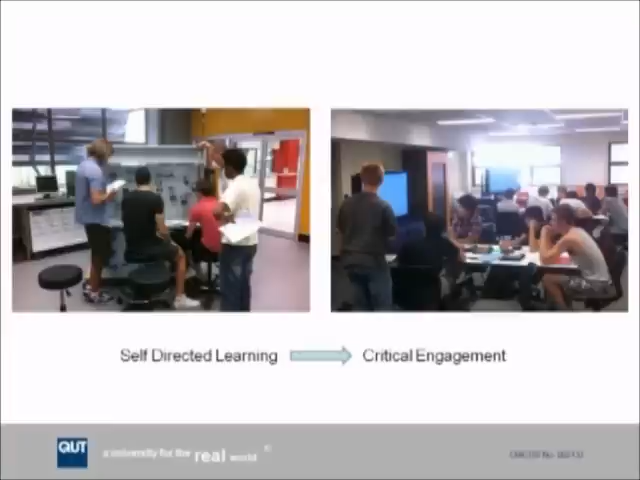 Self Directed Learning
Critical Engagement
QUT
a university for the real world